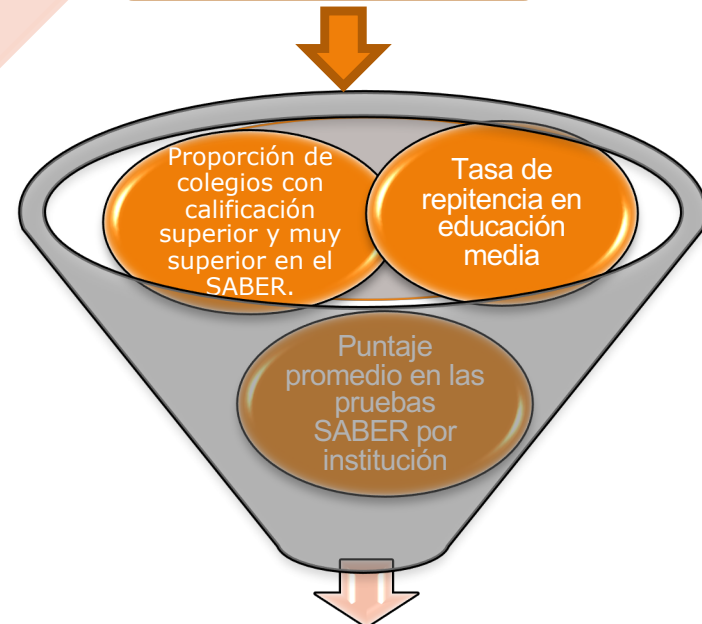 Proporción de
colegios con
calificación
superior y muy
superior en el
SABER.
Tasa de
repitencia en
educación
media
Puntaje
promedio en las
pruebas
SABER por
institución